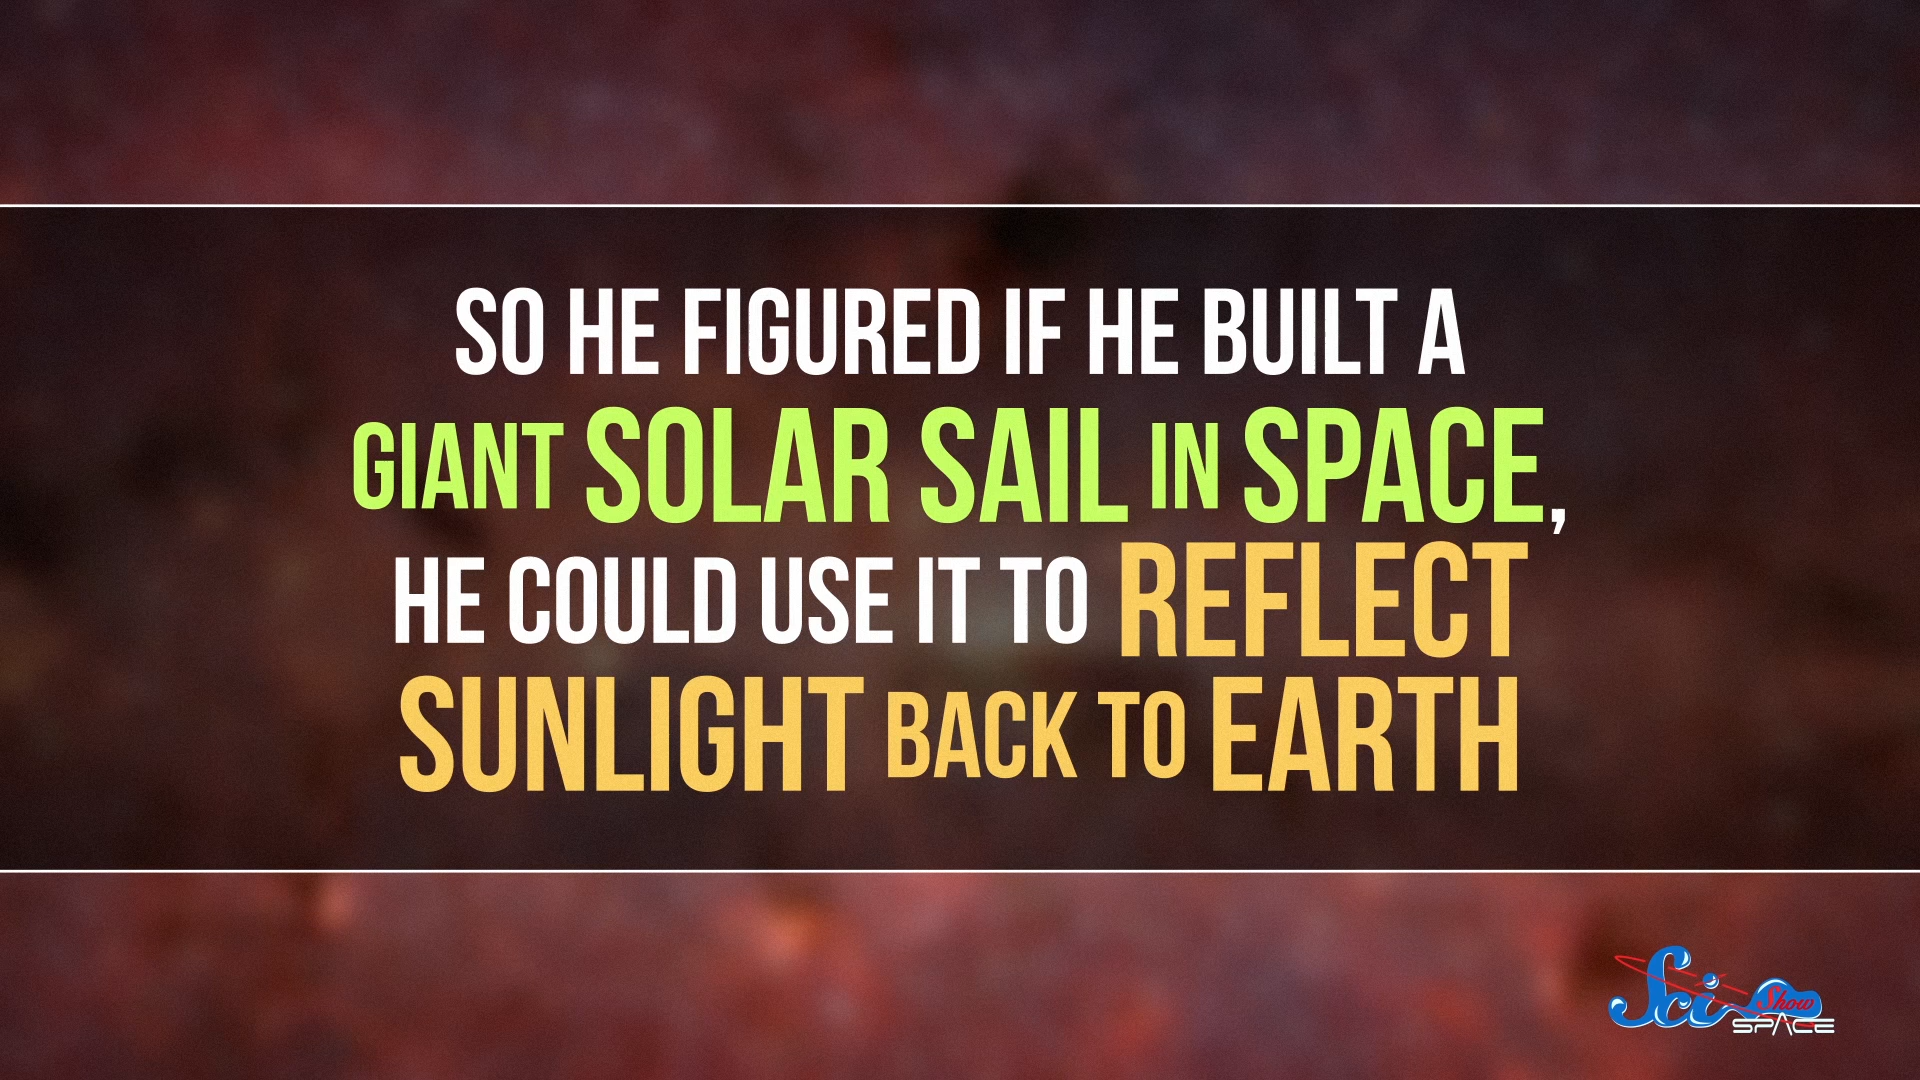 SO HE FIGURED IF HE BUILT A
GIANT SOLAR SAIL IN SPACE,
HE COULD USE IT TO REFLECT
SUNLIGHT BACK TO EARTH
Sci Show
SPACE